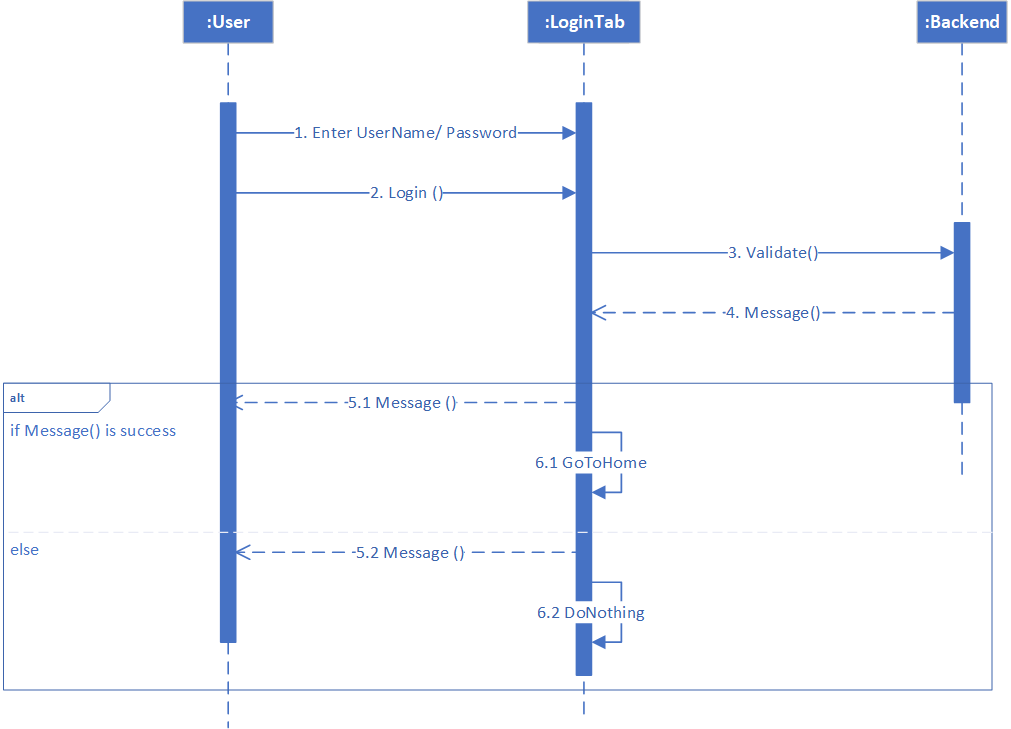 :User
:LoginTab
:Backend
1. Enter UserName/ Password
2. Login ()
3. Validate()
4. Message()
alt
5.1 Message ()
if Message() is success
6.1 GoToHome
else
5.2 Message ()
6.2 DoNothing